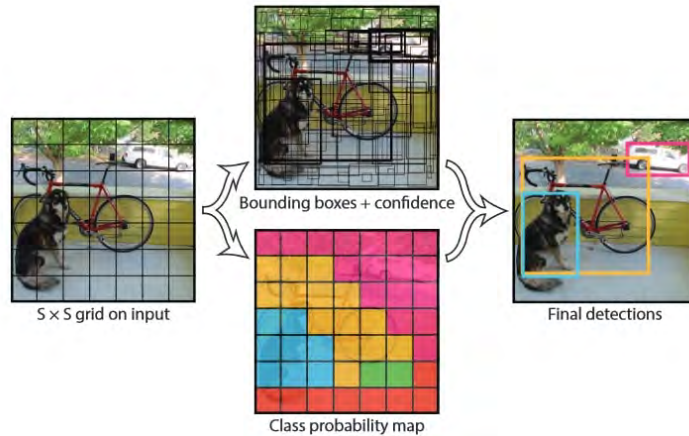 S × S grid on input
Bounding boxes + confidence
Class probability map
Final detections